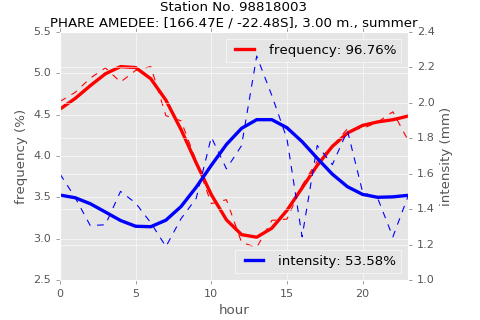 Station No. 98818003
PHARE AMEDEE: [166.47E / -22.48S], 3.00 m., summer
5.5
5.0
4.5
4.0
3.5
3.0
2.5
frequency (%)
frequency: 96.76%
intensity: 53.58%
2.4
2.2
2.0
1.8
1.6
1.4
1.2
1.0
intensity (mm)
0
5
10
15
20
hour